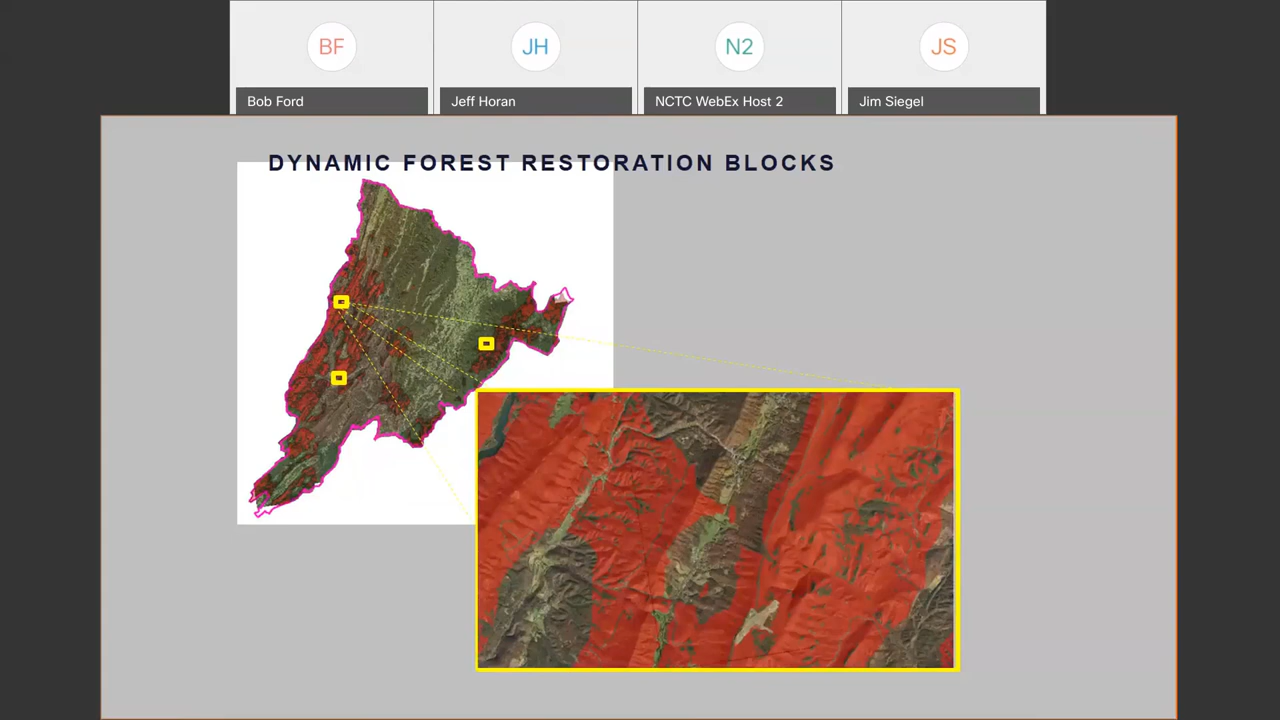 BF
JH
N2
JS
Bob Ford
Jeff Horan
NCTC WebEx Host 2
Jim Siegel
DYNAMIC FOREST RESTORATION BLOCKS